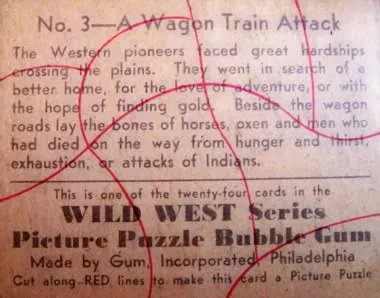 No. 3—A Wagon Train Attack
The Western pioneers faced great hardships
crossing the plains. They went in search of a
better home, for the love of adventure, or with
the hope of finding gold. Beside the wagon
roads lay the bones of horses, oxen and men who
had died on the way from hunger and thirst,
exhaustion, or attacks of Indians.
This is one of the twenty-four cards in the
WILD WEST Series
Picture Puzzle Bubble Gum
Made by Gum, Incorporated, Philadelphia
Cut along RED lines to make this card a Picture Puzzle